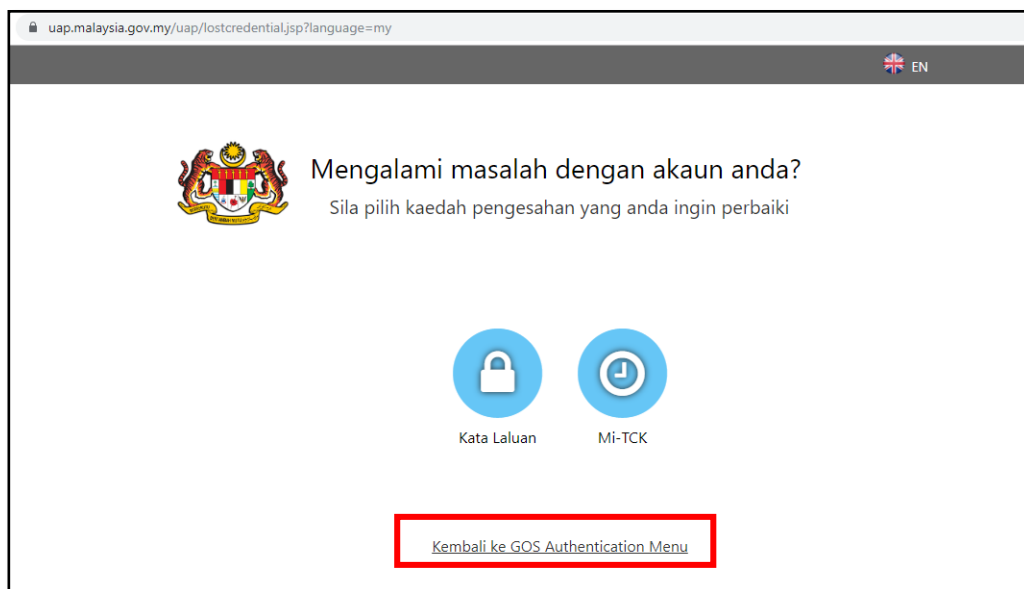 uap.malaysia.gov.my/uap/lostcredential.jsp?language=my
EN
Mengalami masalah dengan akaun anda?
Sila pilih kaedah pengesahan yang anda ingin perbaiki
Kata Laluan
Mi-TCK
Kembali ke GOS Authentication Menu